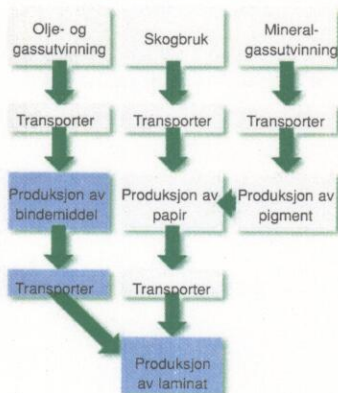 Olje- og
gassutvinning
Skogbruk
Mineral-
gassutvinning
Transporter
Transporter
Transporter
Produksjon av
bindemiddel
Produksjon av
papir
Produksjon av
pigment
Transporter
Transporter
Produksjon
av laminat